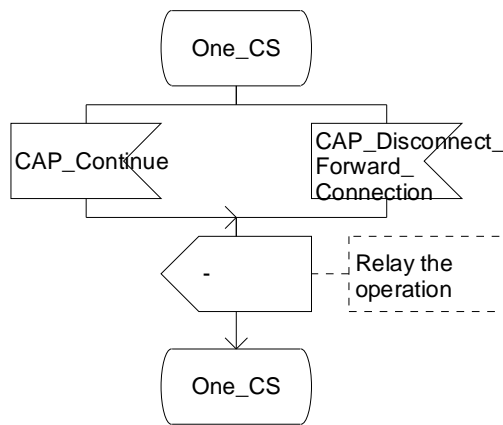 One_CS
CAP_Continue
CAP_Disconnect_
Forward_
Connection
-
Relay the
operation
One_CS